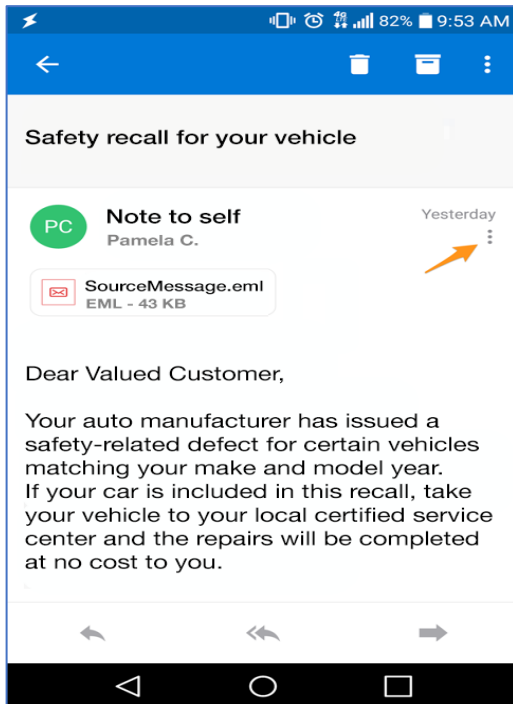 82% 9:53 AM
Safety recall for your vehicle
PC
Note to self
Yesterday
Pamela C.
SourceMessage.eml
EML - 43 KB
Dear Valued Customer,
Your auto manufacturer has issued a
safety-related defect for certain vehicles
matching your make and model year.
If your car is included in this recall, take
your vehicle to your local certified service
center and the repairs will be completed
at no cost to you.